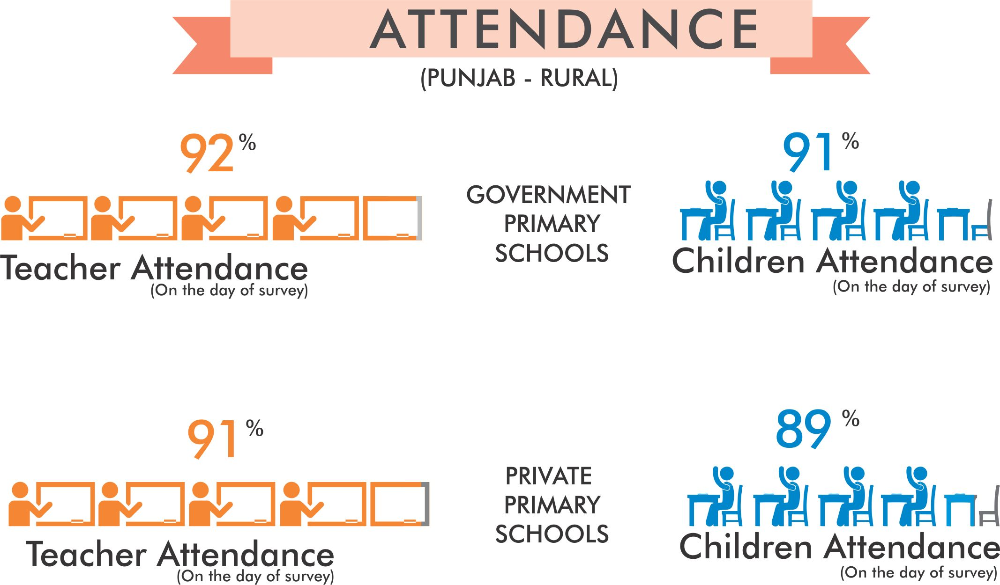 ATTENDANCE
(PUNJAB - RURAL)
92 %
Teacher Attendance
(On the day of survey)
GOVERNMENT
PRIMARY
SCHOOLS
91 %
Children Attendance
(On the day of survey)
91 %
Teacher Attendance
(On the day of survey)
PRIVATE
PRIMARY
SCHOOLS
89 %
Children Attendance
(On the day of survey)